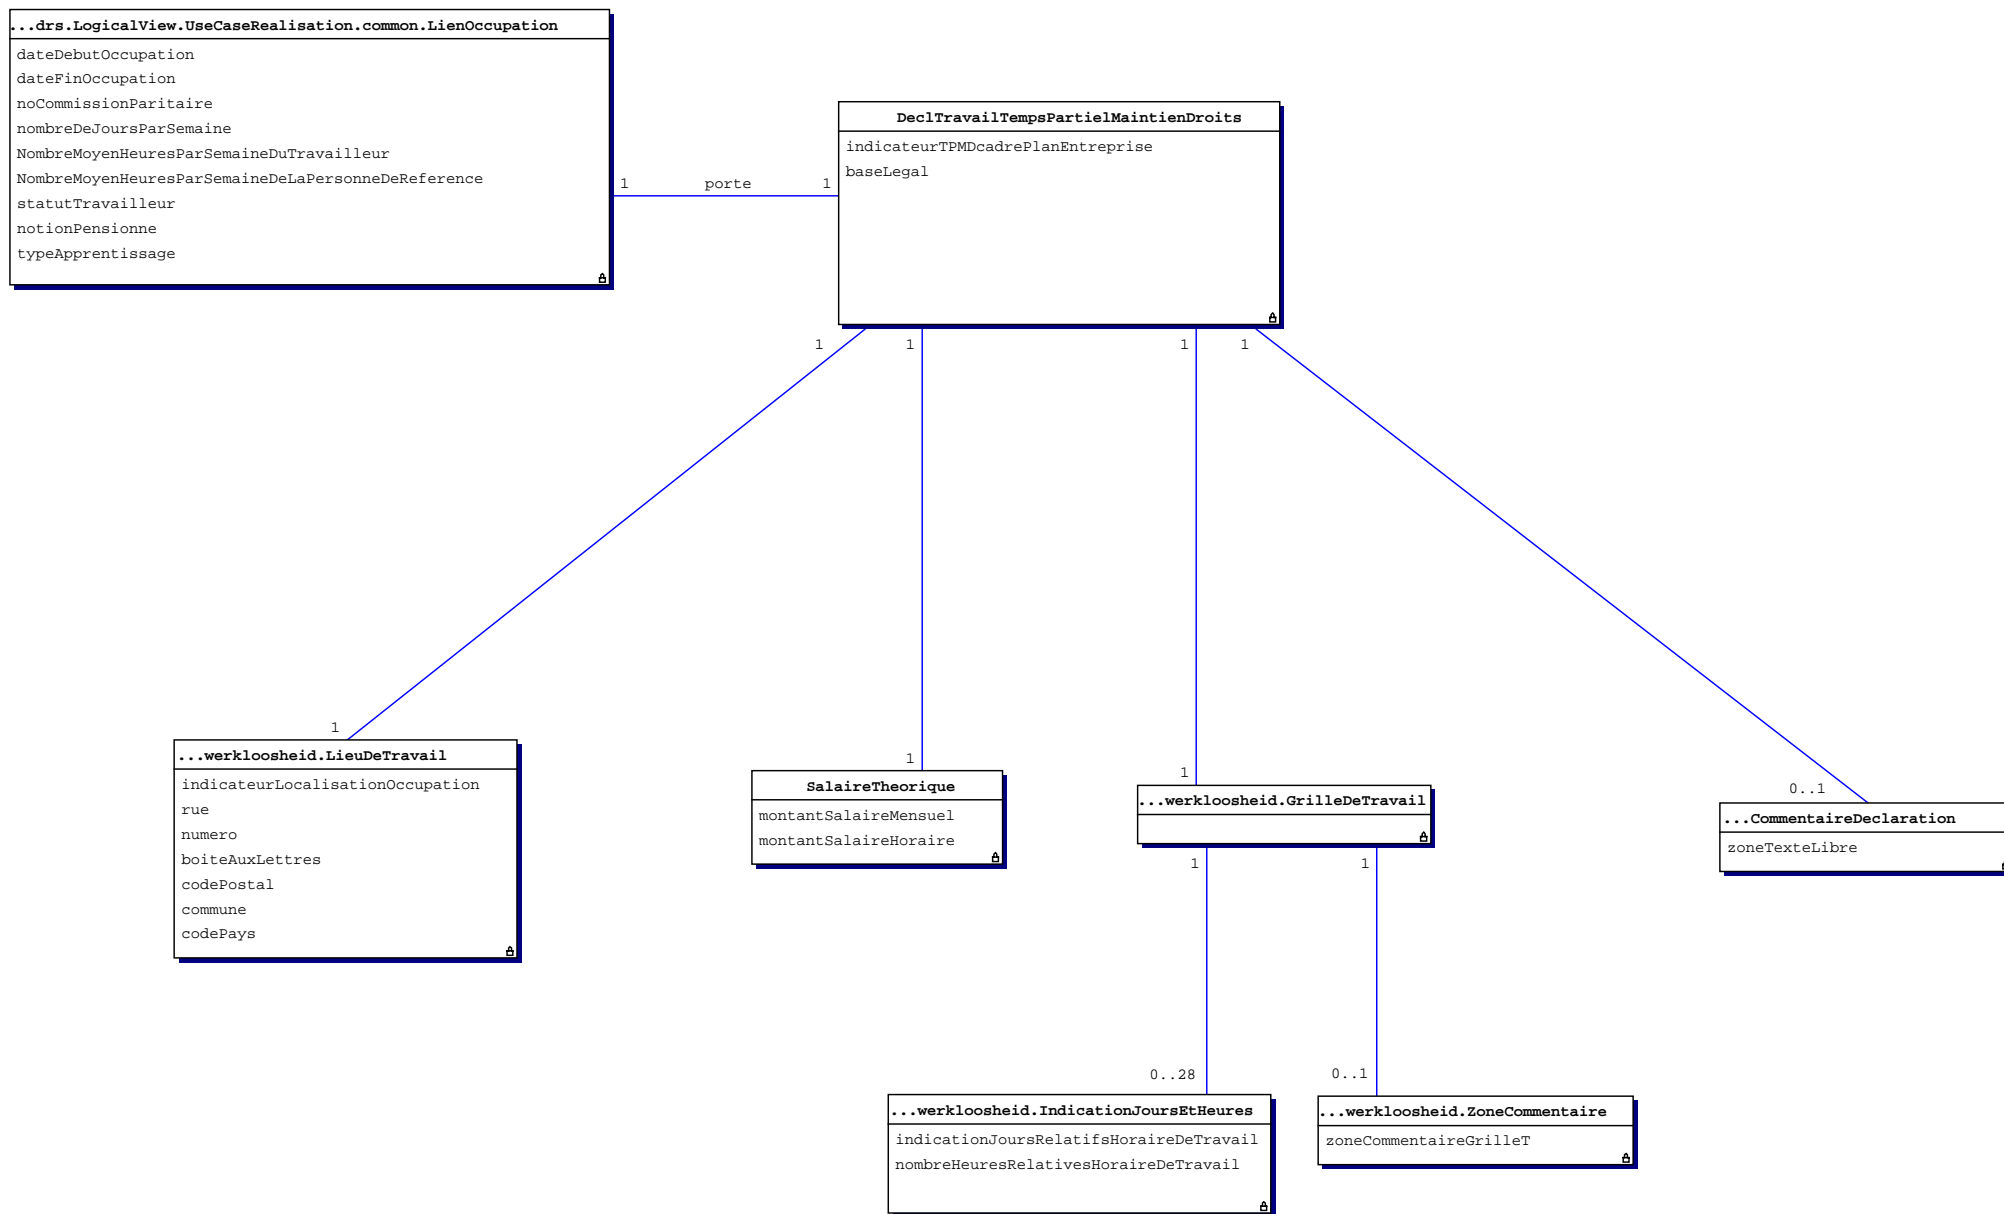 ...drs.LogicalView.UseCaseRealisation.common.LienOccupation
dateDebutOccupation
dateFinOccupation
noCommissionParitaire
nombreDeJoursParSemaine
NombreMoyenHeuresParSemaineDuTravailleur
NombreMoyenHeuresParSemaineDeLaPersonneDeReference
statutTravailleur
notionPensionne
typeApprentissage
DeclTravailTempsPartielMaintienDroits
indicateurTPMDcadrePlanEntreprise
baseLegal
1 porte 1
1 1 1 1
1
...werkloosheid.LieuDeTravail
indicateurLocalisationOccupation
rue
numero
boiteAuxLettres
codePostal
commune
codePays
1
SalaireTheorique
montantSalaireMensuel
montantSalaireHoraire
1
...werkloosheid.GrilleDeTravail
0..1
...CommentaireDeclaration
zoneTexteLibre
1 1
0..28
...werkloosheid.IndicationJoursEtHeures
indicationJoursRelatifsHoraireDeTravail
nombreHeuresRelativesHoraireDeTravail
0..1
...werkloosheid.ZoneCommentaire
zoneCommentaireGrilleT